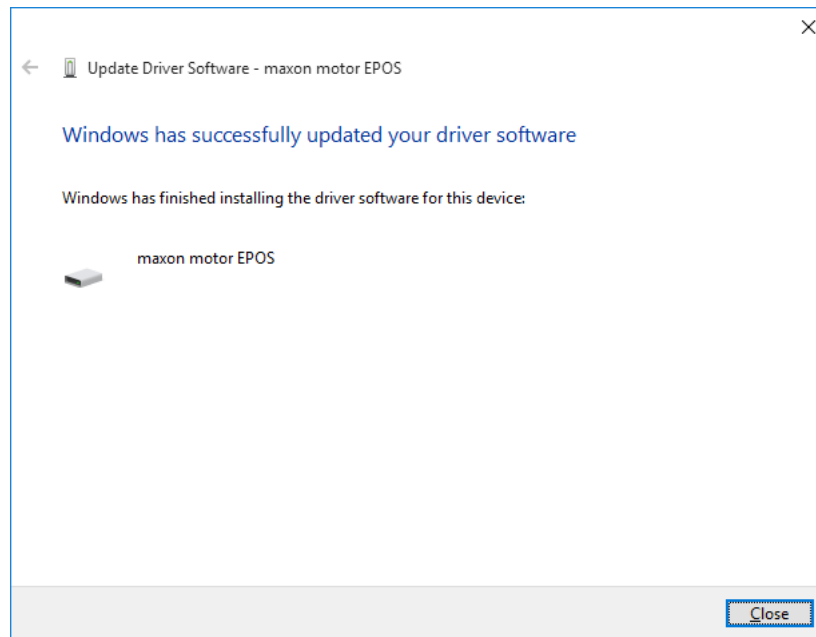 Update Driver Software - maxon motor EPOS
Windows has successfully updated your driver software
Windows has finished installing the driver software for this device:
maxon motor EPOS
Close